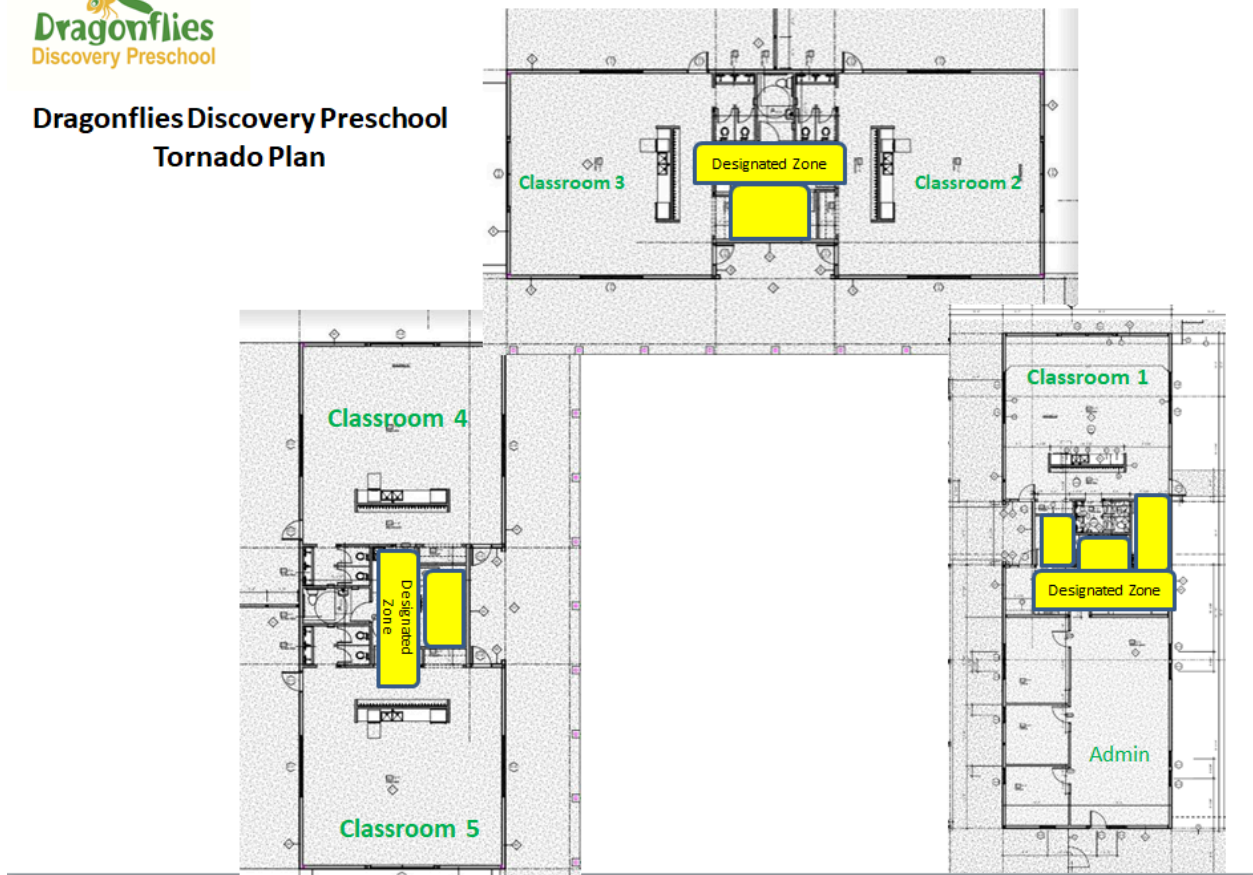 Dragonflies
Discovery Preschool
Dragonflies Discovery Preschool
Tornado Plan
Designated Zone
Classroom 3
Classroom 2
Classroom 1
Classroom 4
Designated
Zone
Designated Zone
Admin
Classroom 5